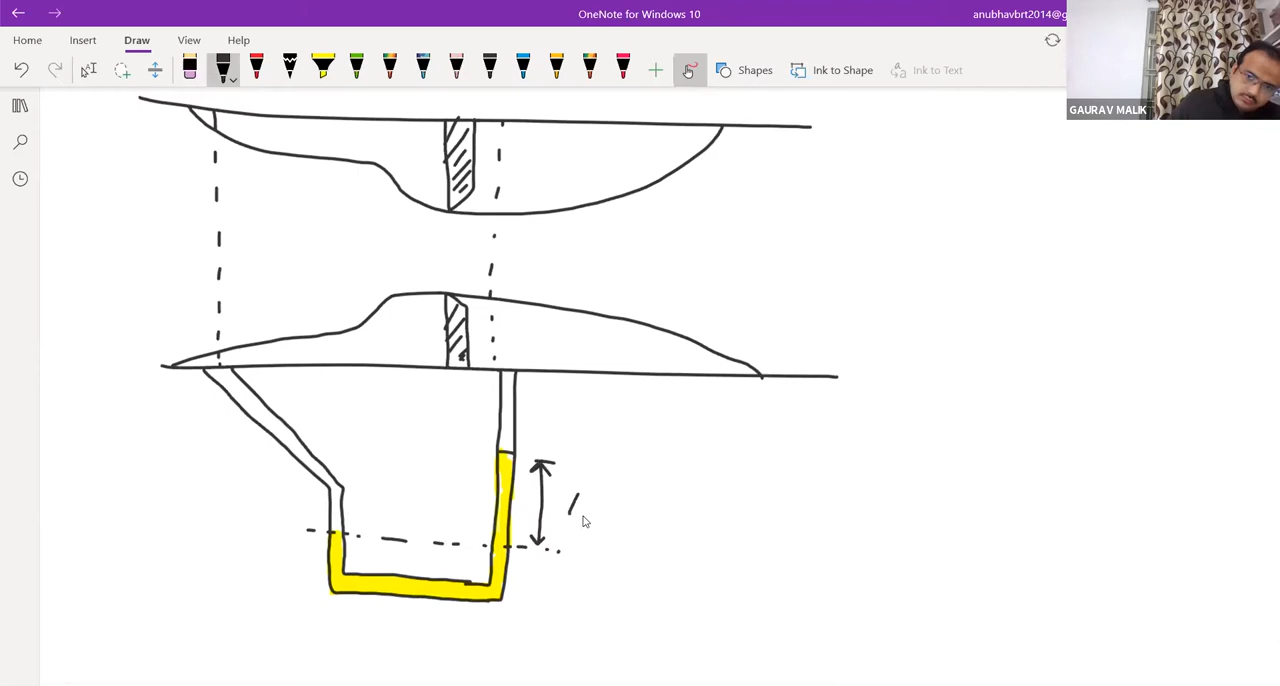 OneNote for Windows 10
anubhavbrt2014@g
Home Insert Draw View Help
Shapes Ink to Shape Ink to Text
GAURAV MALIK